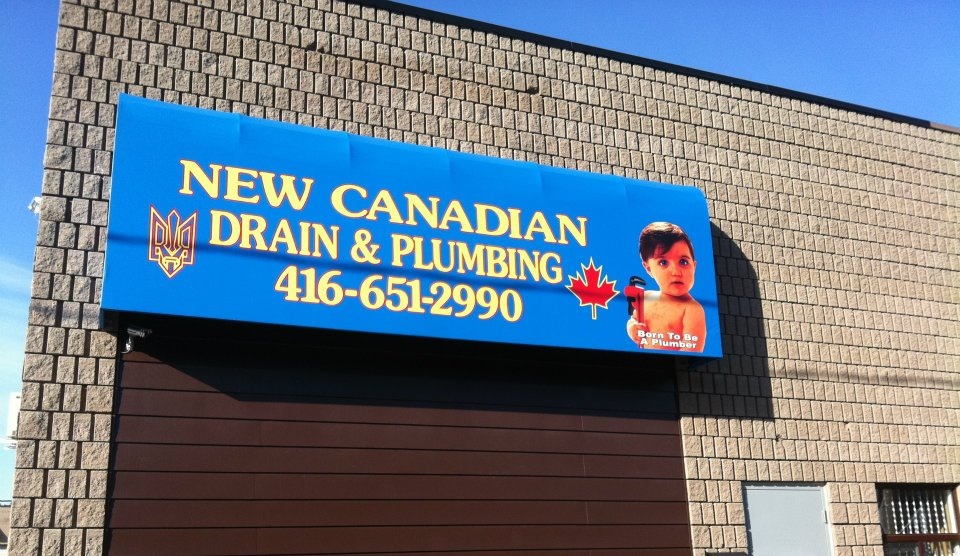 NEW CANADIAN
DRAIN & PLUMBING
416-651-2990
Born To Be
A Plumber